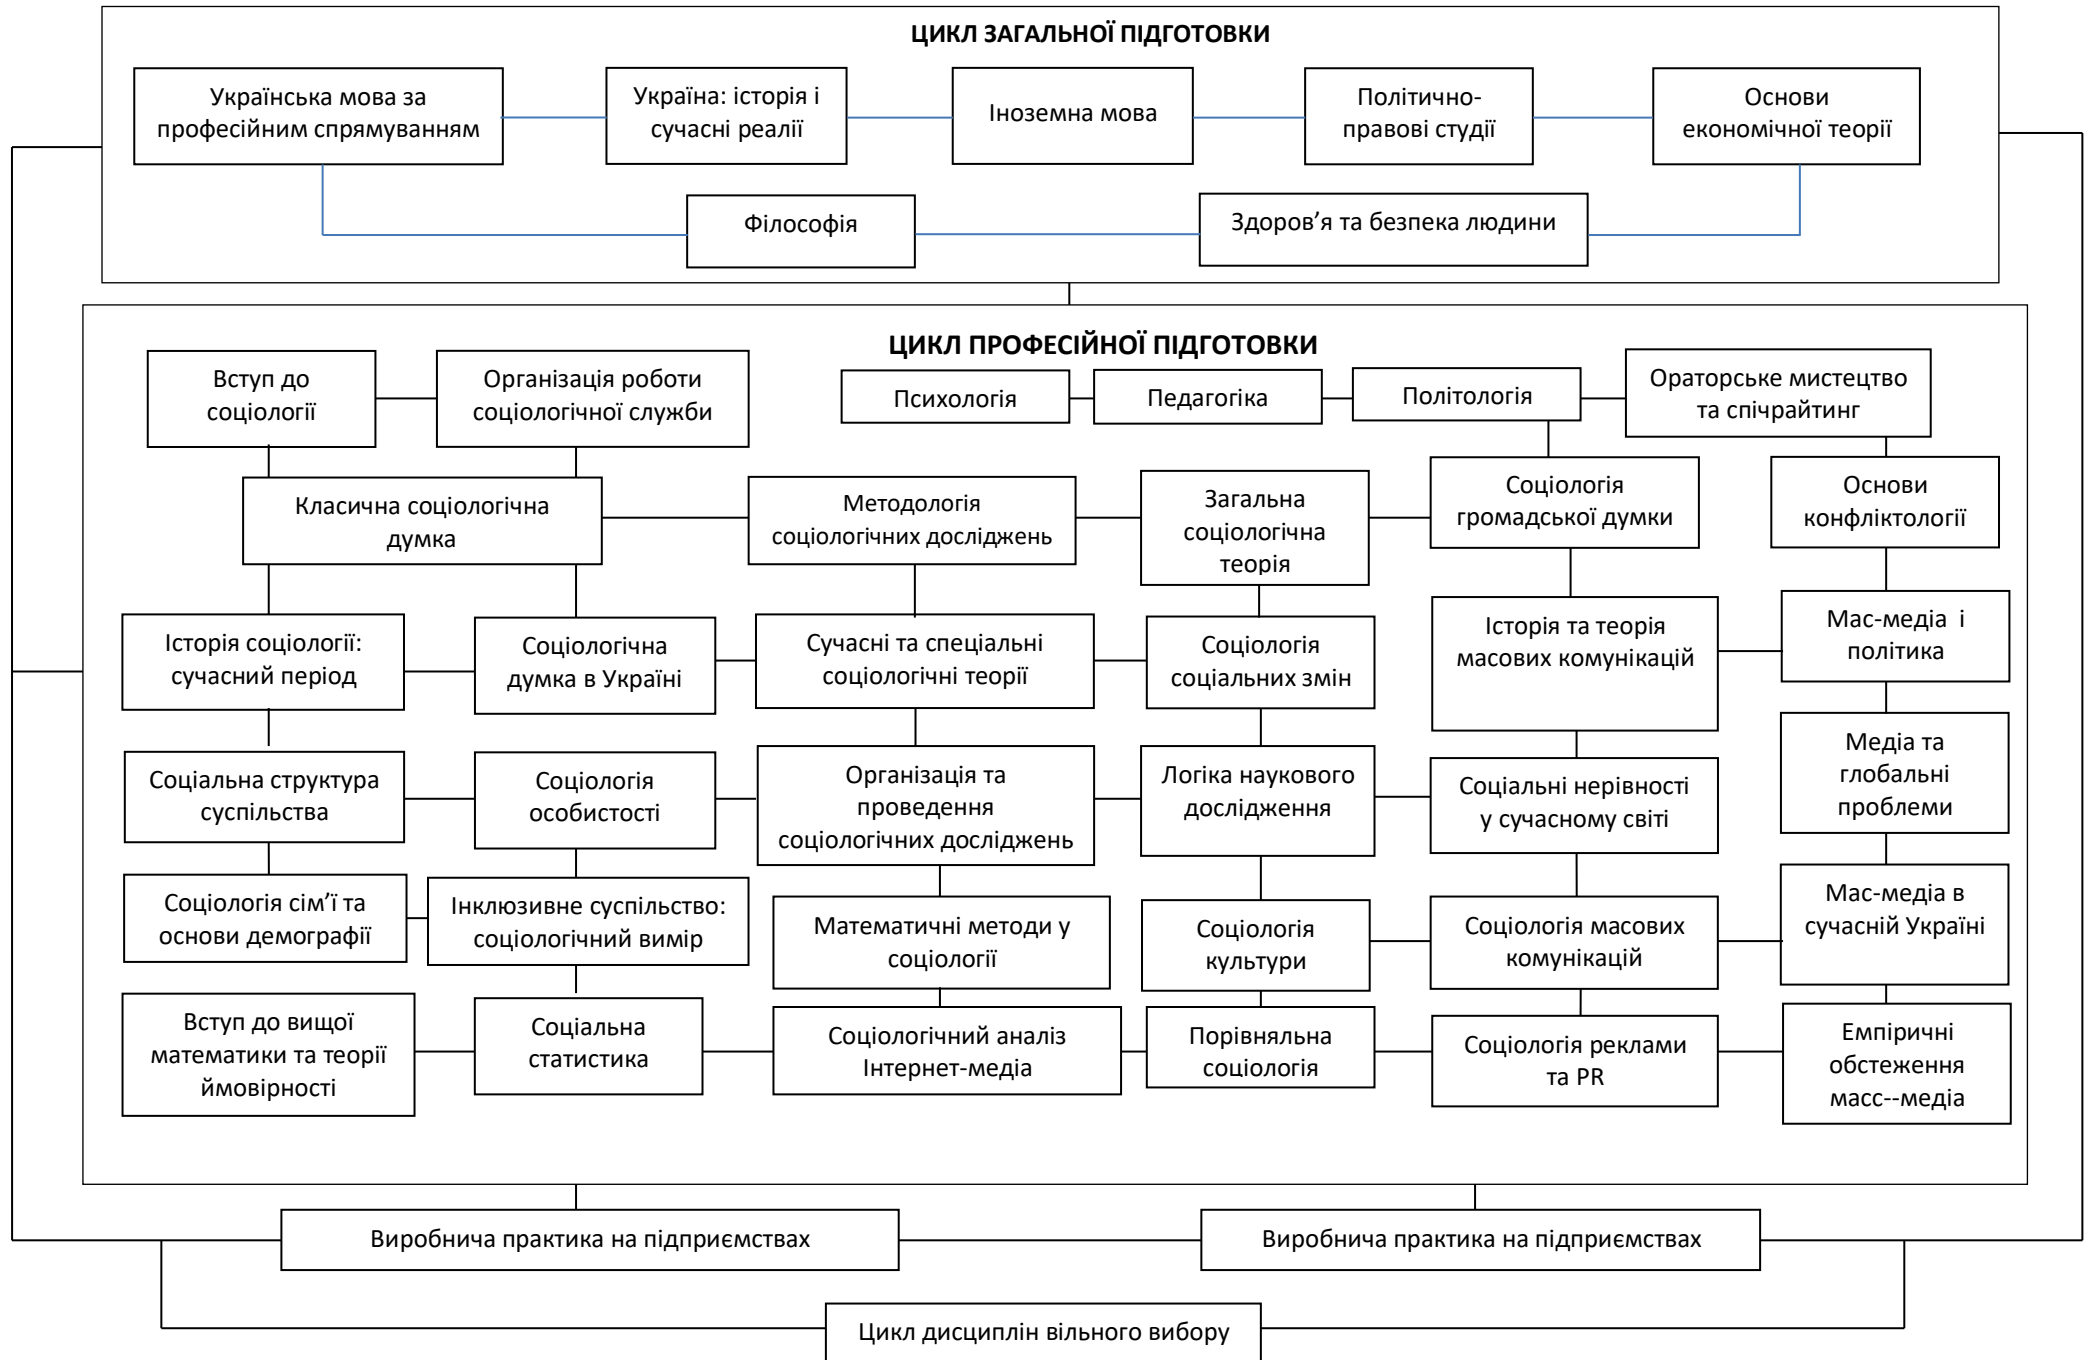 ЦИКЛ ЗАГАЛЬНОЇ ПІДГОТОВКИ
Українська мова за
професійним спрямуванням
Україна: історія і
сучасні реалії
Іноземна мова
Політично-
правові студії
Основи
економічної теорії
Філософія
Здоров’я та безпека людини
ЦИКЛ ПРОФЕСІЙНОЇ ПІДГОТОВКИ
Вступ до
соціології
Організація роботи
соціологічної служби
Психологія
Педагогіка
Політологія
Ораторське мистецтво
та спічрайтинг
Класична соціологічна
думка
Методологія
соціологічних досліджень
Загальна
соціологічна
теорія
Соціологія
громадської думки
Основи
конфліктології
Історія соціології:
сучасний період
Соціологічна
думка в Україні
Сучасні та спеціальні
соціологічні теорії
Соціологія
соціальних змін
Історія та теорія
масових комунікацій
Мас-медіа і
політика
Соціальна структура
суспільства
Соціологія
особистості
Організація та
проведення
соціологічних досліджень
Логіка наукового
дослідження
Соціальні нерівності
у сучасному світі
Медіа та
глобальні
проблеми
Соціологія сім’ї та
основи демографії
Інклюзивне суспільство:
соціологічний вимір
Математичні методи у
соціології
Соціологія
культури
Соціологія масових
комунікацій
Мас-медіа в
сучасній Україні
Вступ до вищої
математики та теорії
ймовірності
Соціальна
статистика
Соціологічний аналіз
Інтернет-медіа
Порівняльна
соціологія
Соціологія реклами
та PR
Емпіричні
обстеження
масс--медіа
Виробнича практика на підприємствах
Виробнича практика на підприємствах
Цикл дисциплін вільного вибору